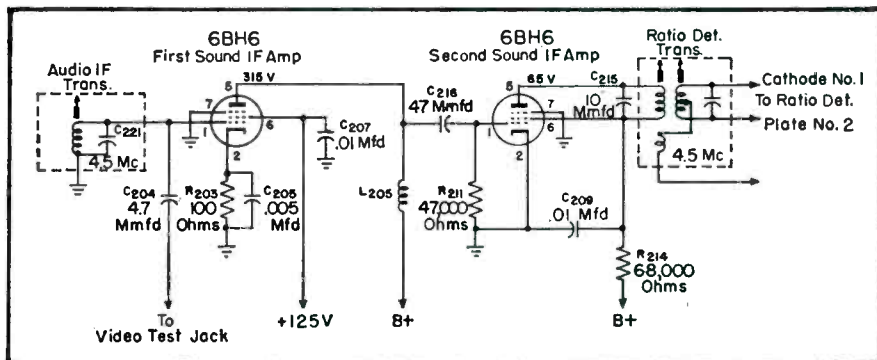 6BH6
First Sound IF Amp
6BH6
Second Sound IF Amp
Ratio Det.
Trans.
Audio IF
Trans.
5
315 V
5
65 V
C215
10
Mmfd
C216
47 Mmfd
7
1
6
2
7
1
6
2
Cathode No. 1
To Ratio Det.
Plate No. 2
C221
4.5 Mc
C207
.01 Mfd
4.5 Mc
C204
4.7
Mmfd
R203
100
Ohms
C205
.005
Mfd
L205
R211
47,000
Ohms
C209
.01 Mfd
R214
68,000
Ohms
To
Video Test Jack
+125V
B+
B+